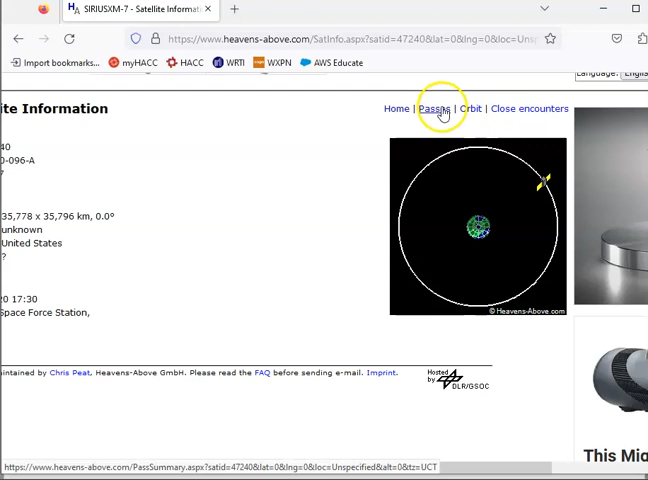 SIRIUSXM-7 - Satellite Informati
https://www.heavens-above.com/SatInfo.aspx?satid=47240&lat=0&lng=0&loc=Uns
Import bookmarks... myHACC HACC WRTI WXPN AWS Educate
Language: English
ite Information
Home | Passes | Orbit | Close encounters
40
0-096-A
7
35,778 x 35,796 km, 0.0°
unknown
United States
?
20 17:30
Space Force Station,
© Heavens-Above.com
aintained by Chris Peat, Heavens-Above GmbH. Please read the FAQ before sending e-mail. Imprint.
Hosted
by
DLR/GSOC
This Mig
https://www.heavens-above.com/PassSummary.aspx?satid=47240&lat=0&lng=0&loc=Unspecified&alt=0&tz=UCT